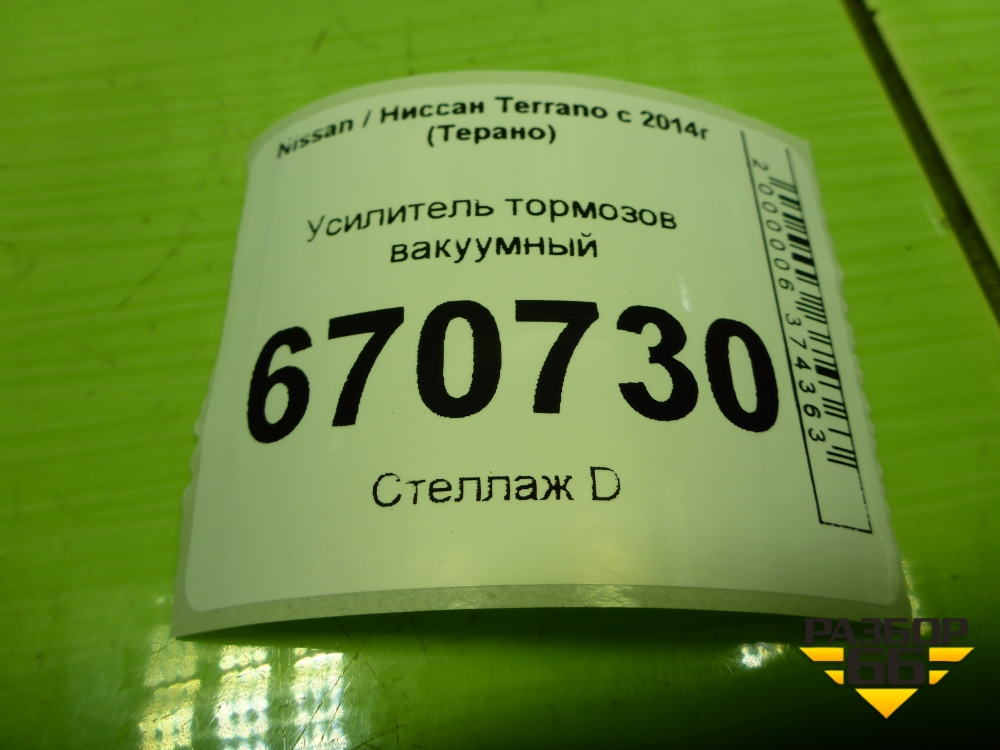 Nissan / Ниссан Terrano с 2014г
(Терано)
Усилитель тормозов
вакуумный
670730
Стеллаж D
2000006374363
РАЗБОР
66